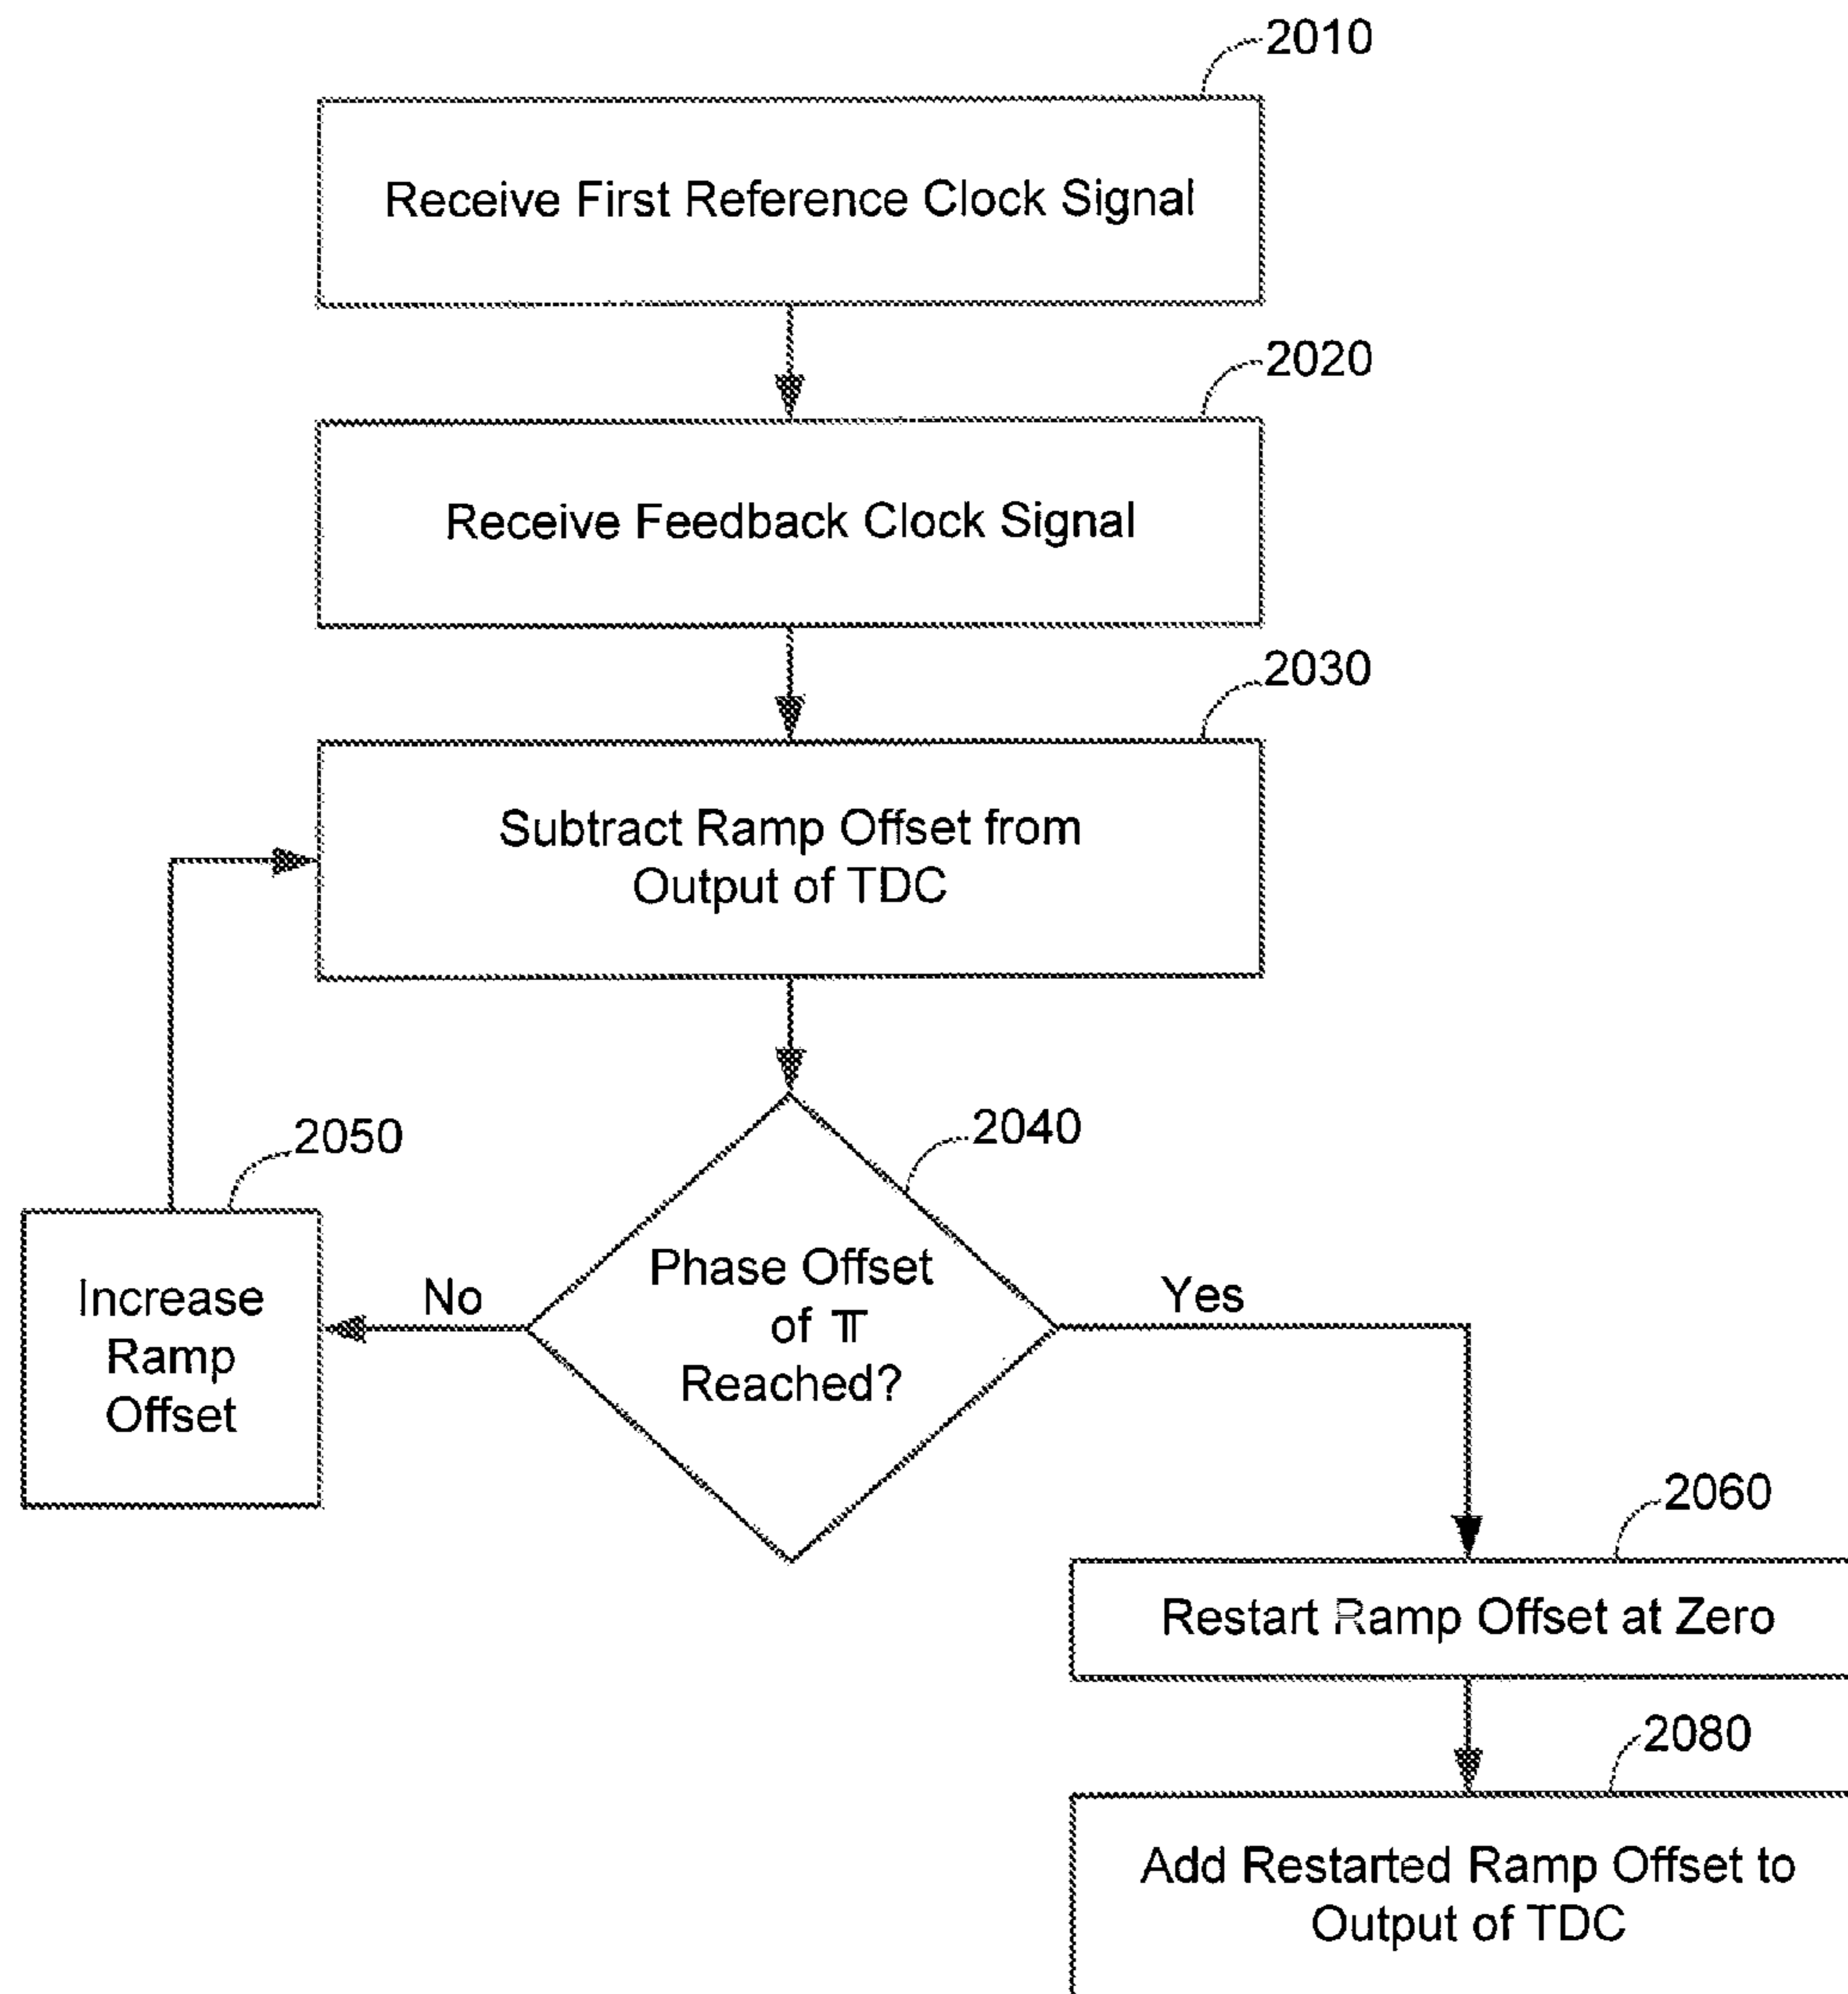 2010
Receive First Reference Clock Signal
2020
Receive Feedback Clock Signal
2030
Subtract Ramp Offset from
Output of TDC
2040
Phase Offset
of π
Reached?
No
Yes
2050
Increase
Ramp
Offset
2060
Restart Ramp Offset at Zero
2080
Add Restarted Ramp Offset to
Output of TDC